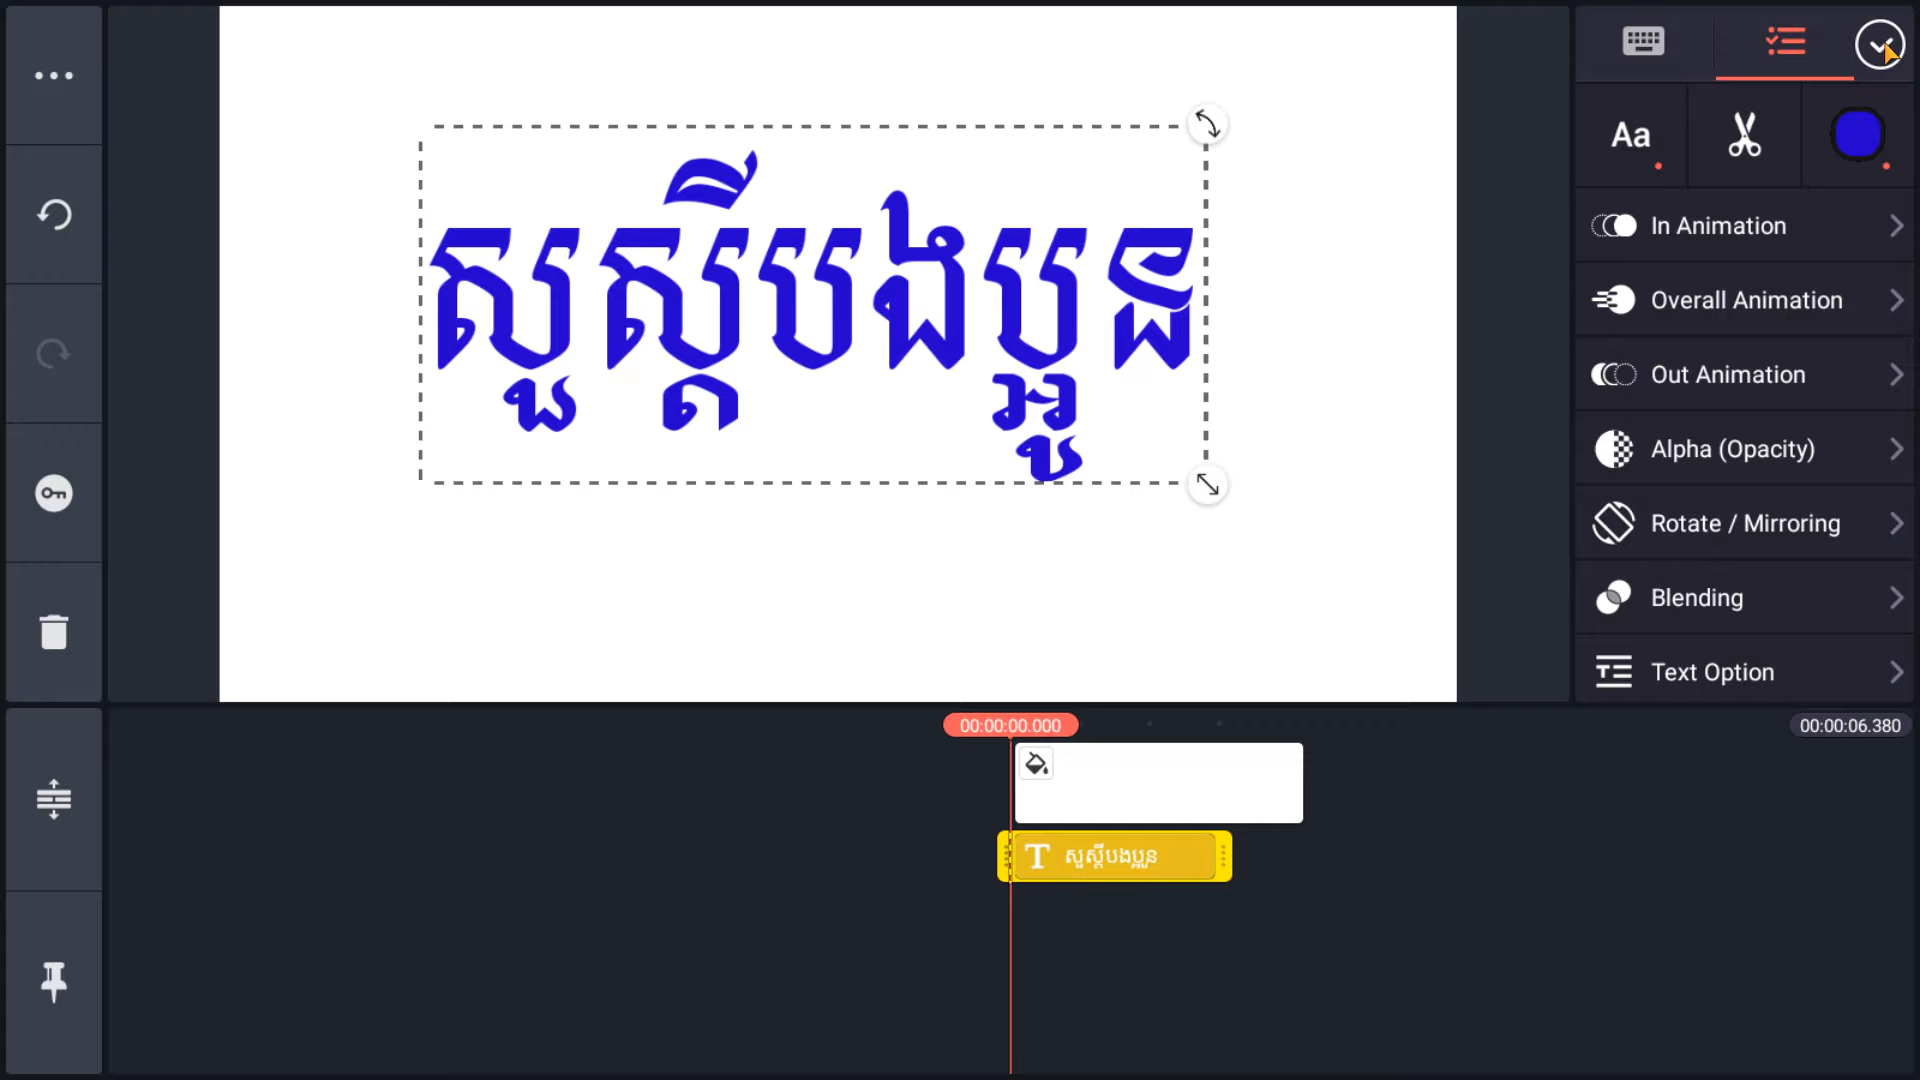 សួស្ដីបងប្អូន
Aa
In Animation
Overall Animation
Out Animation
Alpha (Opacity)
Rotate / Mirroring
Blending
Text Option
00:00:00.000
00:00:06.380
T សួស្ដីបងប្អូន